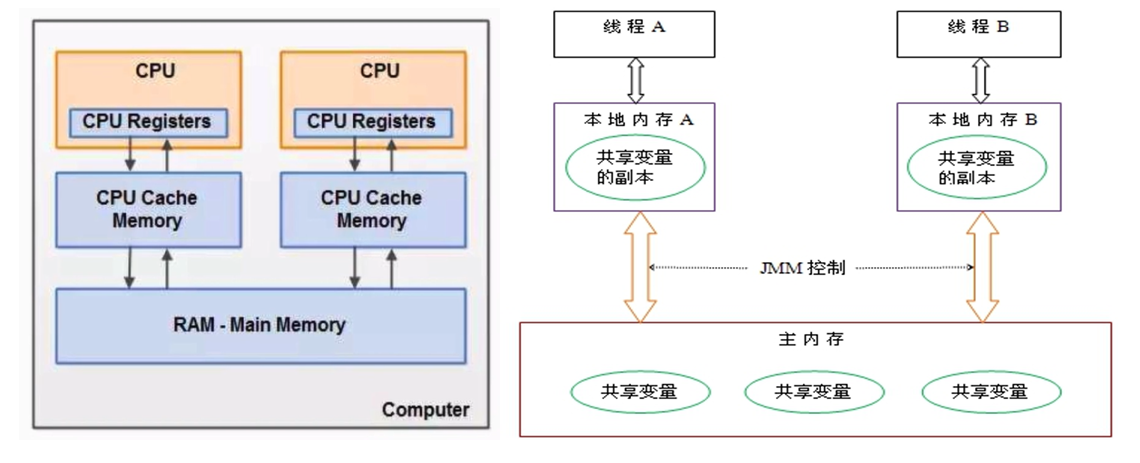 CPU
CPU Registers
CPU Cache
Memory
CPU
CPU Registers
CPU Cache
Memory
RAM - Main Memory
Computer
线程 A
线程 B
本地内存 A
共享变量
的副本
本地内存 B
共享变量
的副本
JMM 控制
主内存
共享变量
共享变量
共享变量